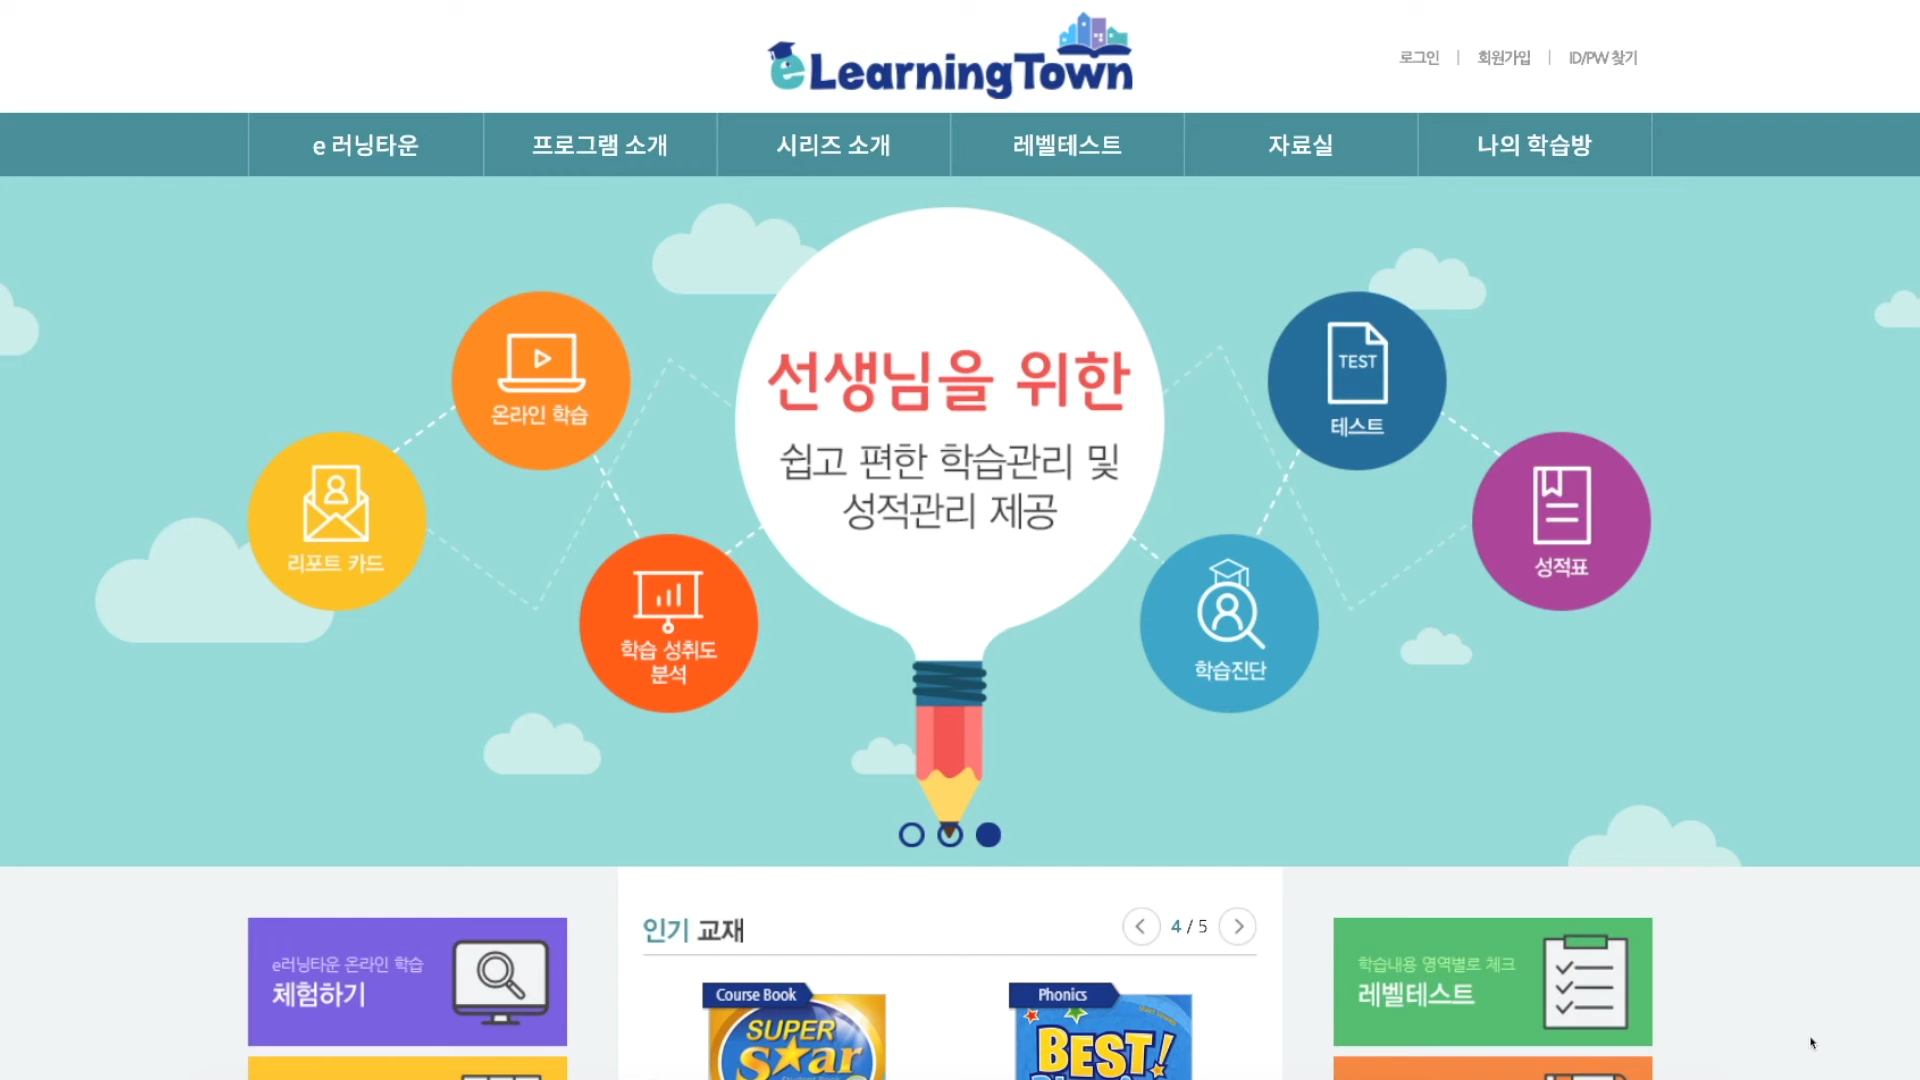 eLearningTown
로그인 | 회원가입 | ID/PW 찾기
e 러닝타운
프로그램 소개
시리즈 소개
레벨테스트
자료실
나의 학습방
선생님을 위한
쉽고 편한 학습관리 및
성적관리 제공
리포트 카드
온라인 학습
학습 성취도
분석
TEST
테스트
학습진단
성적표
e러닝타운 온라인 학습
체험하기
인기 교재
4 / 5
Course Book
SUPER
Star
Phonics
BEST!
학습내용 영역별로 체크
레벨테스트